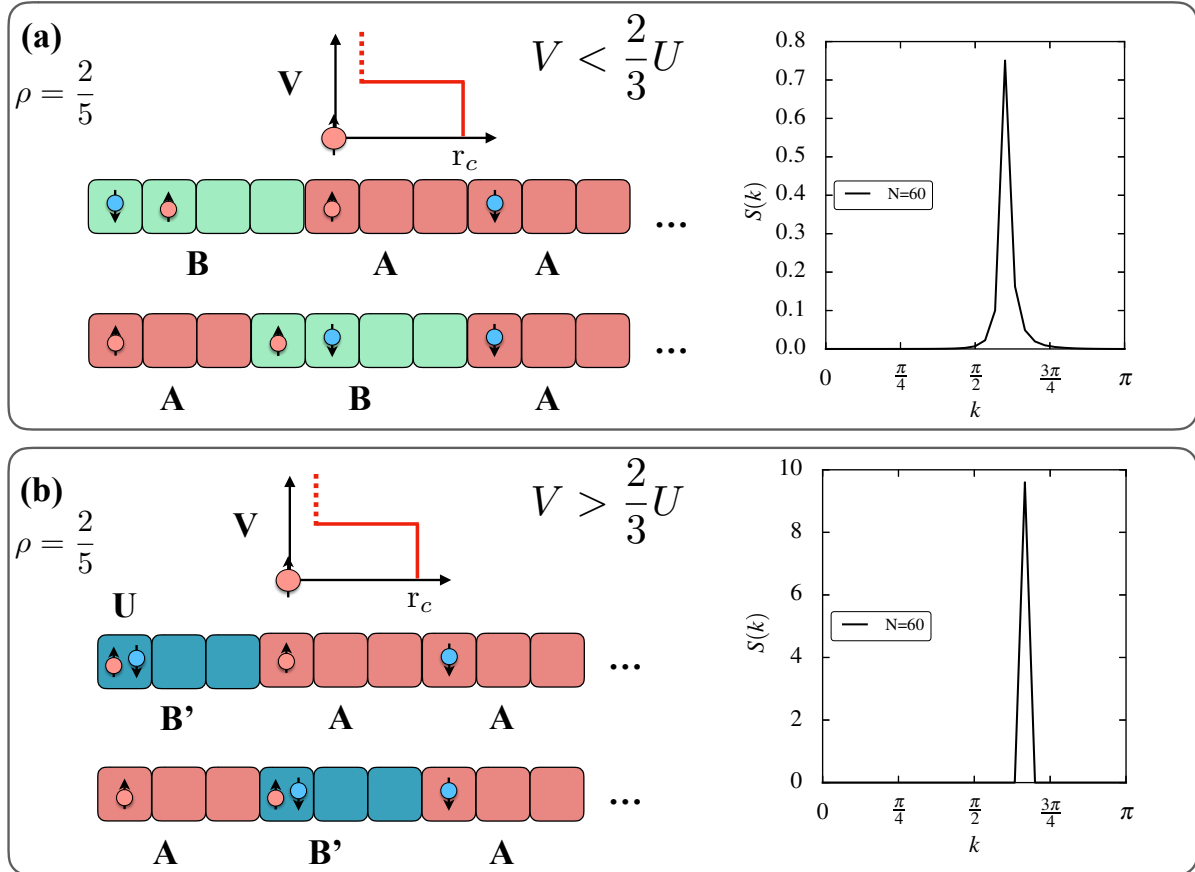 (a)
ρ = 2/5
V
r_c
V < 2/3 U
B A A ...
A B A ...
0.8
0.7
0.6
0.5
0.4
0.3
0.2
0.1
0.0
S(k)
N=60
0 π/4 π/2 3π/4 π
k
(b)
ρ = 2/5
V
r_c
V > 2/3 U
U
B' A A ...
A B' A ...
10
8
6
4
2
0
S(k)
N=60
0 π/4 π/2 3π/4 π
k